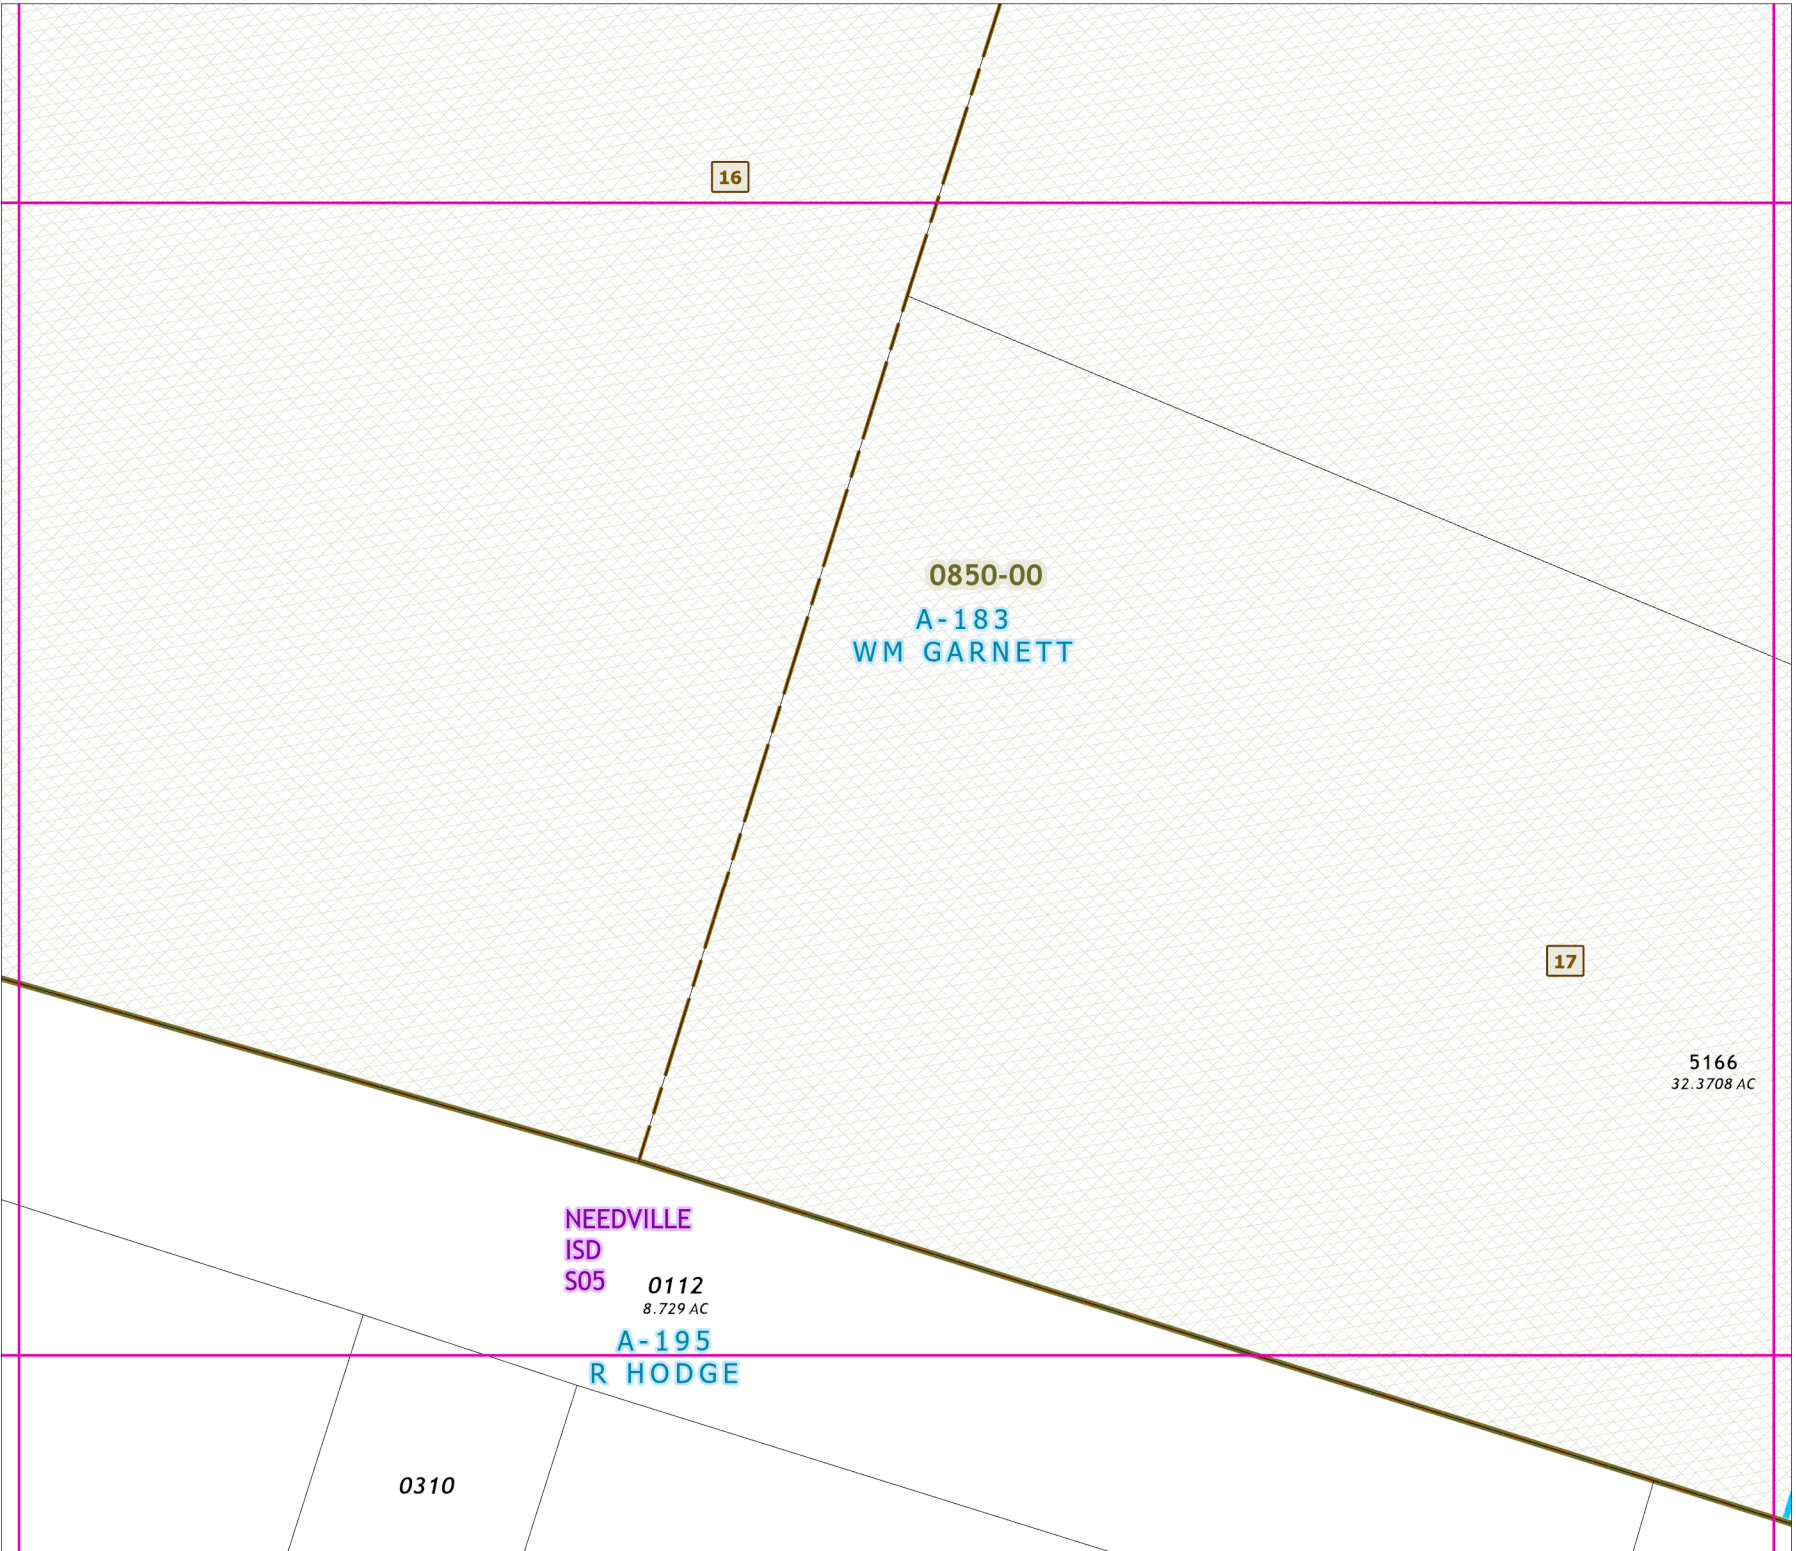 16
0850-00
A-183
WM GARNETT
17
5166
32.3708 AC
NEEDVILLE
ISD
S05
0112
8.729 AC
A-195
R HODGE
0310